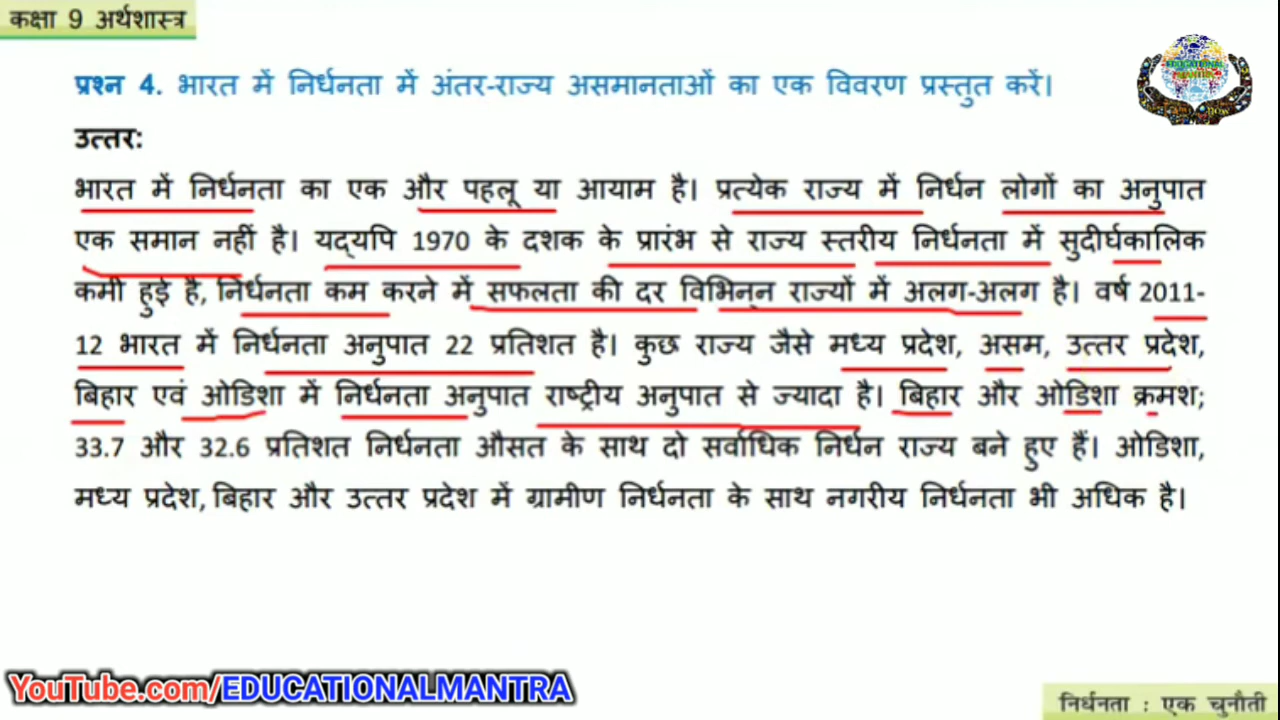 कक्षा 9 अर्थशास्त्र
प्रश्न 4. भारत में निर्धनता में अंतर-राज्य असमानताओं का एक विवरण प्रस्तुत करें।
उत्तर:
भारत में निर्धनता का एक और पहलू या आयाम है। प्रत्येक राज्य में निर्धन लोगों का अनुपात
एक समान नहीं है। यद्यपि 1970 के दशक के प्रारंभ से राज्य स्तरीय निर्धनता में सुदीर्घकालिक
कमी हुई है, निर्धनता कम करने में सफलता की दर विभिन्न राज्यों में अलग-अलग है। वर्ष 2011-
12 भारत में निर्धनता अनुपात 22 प्रतिशत है। कुछ राज्य जैसे मध्य प्रदेश, असम, उत्तर प्रदेश,
बिहार एवं ओडिशा में निर्धनता अनुपात राष्ट्रीय अनुपात से ज्यादा है। बिहार और ओडिशा क्रमश;
33.7 और 32.6 प्रतिशत निर्धनता औसत के साथ दो सर्वाधिक निर्धन राज्य बने हुए हैं। ओडिशा,
मध्य प्रदेश, बिहार और उत्तर प्रदेश में ग्रामीण निर्धनता के साथ नगरीय निर्धनता भी अधिक है।
YouTube.com/EDUCATIONALMANTRA
निर्धनता : एक चुनौती